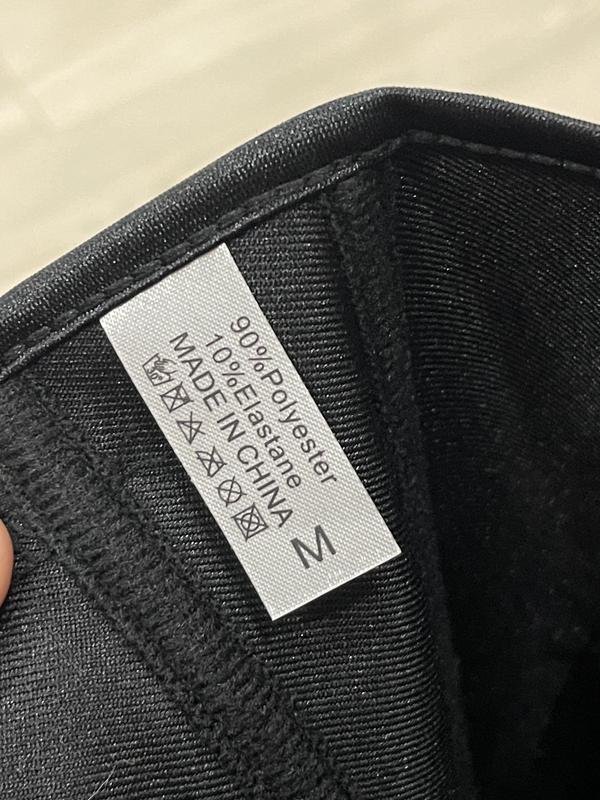 90%Polyester
10%Elastane
MADE IN CHINA
M